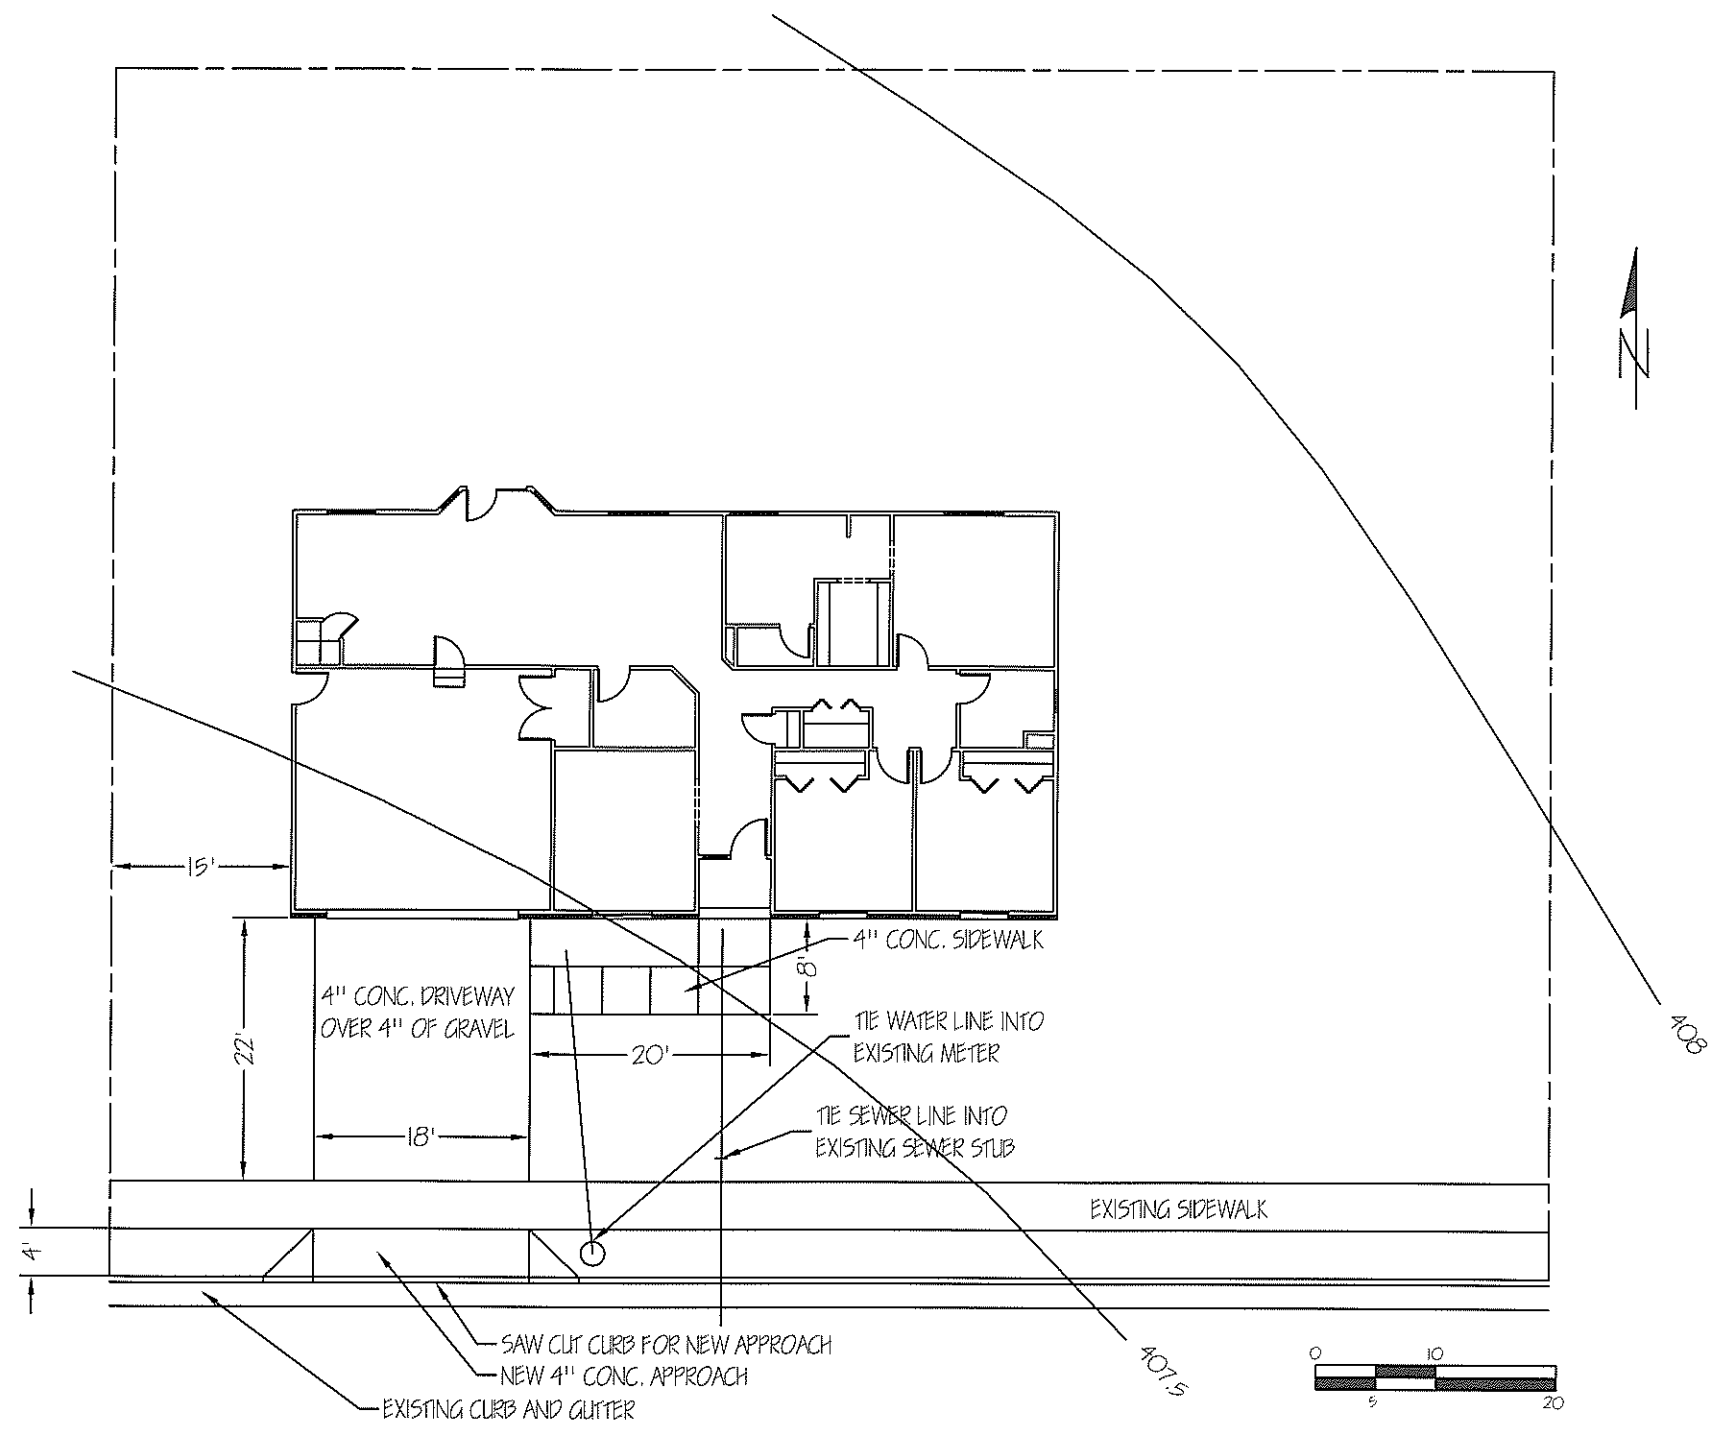 N
15'
4" CONC. SIDEWALK
8'
4" CONC. DRIVEWAY
OVER 4" OF GRAVEL
22'
20'
TIE WATER LINE INTO
EXISTING METER
408
18'
TIE SEWER LINE INTO
EXISTING SEWER STUB
EXISTING SIDEWALK
4'
SAW CUT CURB FOR NEW APPROACH
NEW 4" CONC. APPROACH
EXISTING CURB AND GUTTER
407.5
0 10
5 20